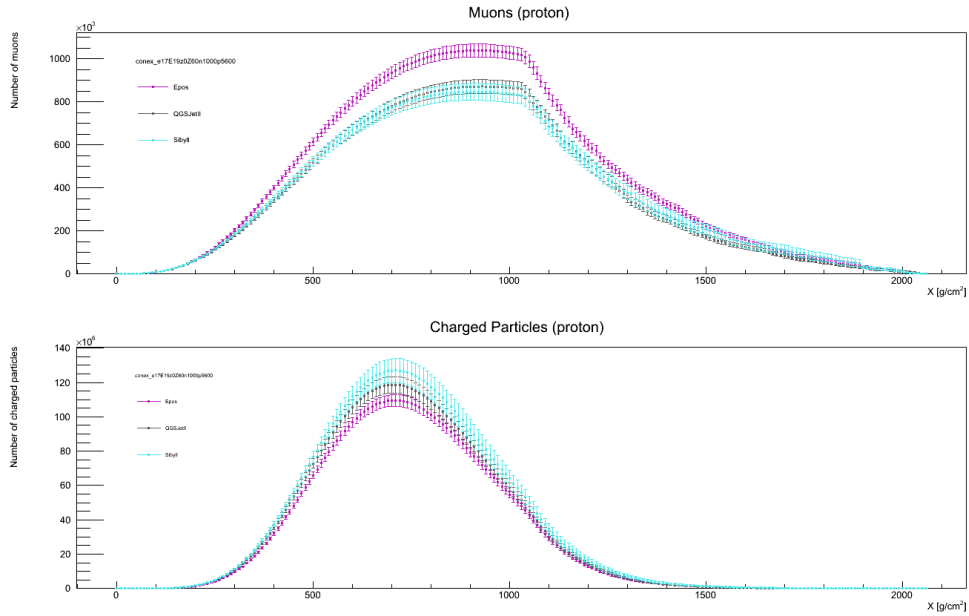 Muons (proton)
×10³
Number of muons
conex_e17E19z0Z60n1000p5600
Epos
QGSJetII
Sibyll
1000
800
600
400
200
0
0 500 1000 1500 2000
X [g/cm²]
Charged Particles (proton)
×10⁶
Number of charged particles
conex_e17E19z0Z60n1000p5600
Epos
QGSJetII
Sibyll
140
120
100
80
60
40
20
0
0 500 1000 1500 2000
X [g/cm²]